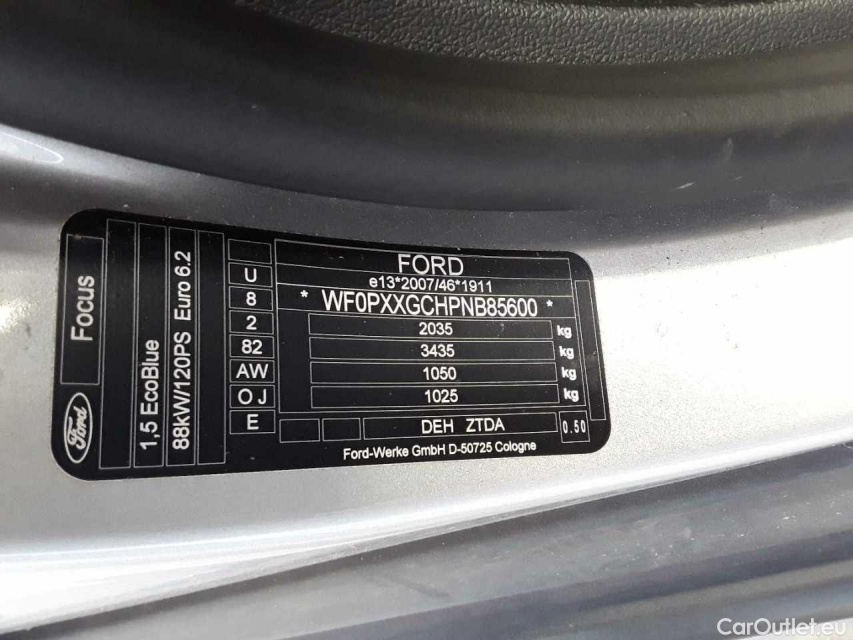 Focus
Ford
1,5 EcoBlue
88kW/120PS Euro 6.2
U
8
2
82
AW
OJ
E
FORD
e13*2007/46*1911
* WF0PXXGCHPNB85600 *
2035 kg
3435 kg
1050 kg
1025 kg
DEH ZTDA 0.50
Ford-Werke GmbH D-50725 Cologne
CarOutlet.eu